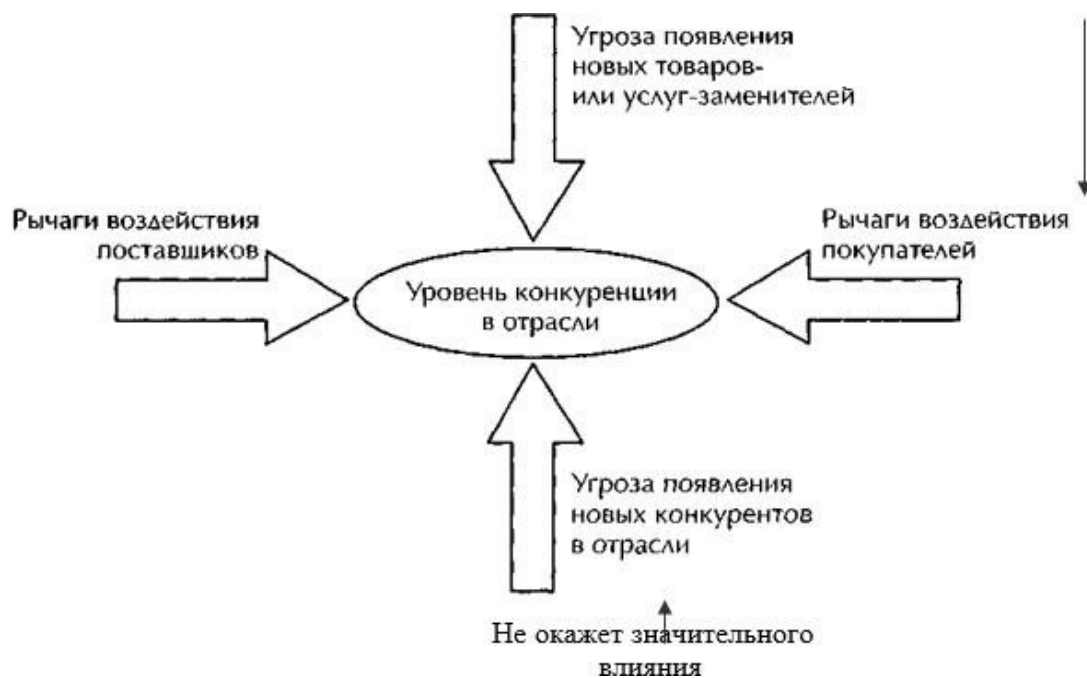 Угроза появления
новых товаров-
или услуг-заменителей
Рычаги воздействия
поставщиков
Рычаги воздействия
покупателей
Уровень конкуренции
в отрасли
Угроза появления
новых конкурентов
в отрасли
Не окажет значительного
влияния